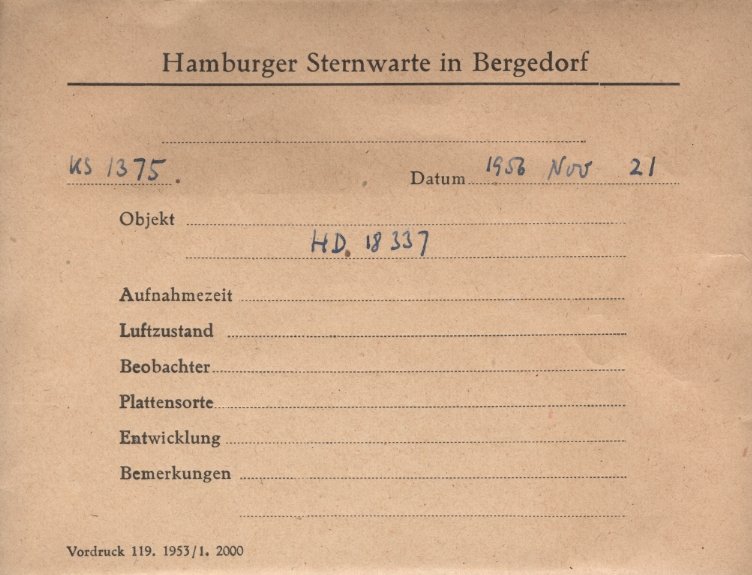 Hamburger Sternwarte in Bergedorf
KS 1375. Datum 1956 Nov 21
Objekt
HD. 18337
Aufnahmezeit
Luftzustand
Beobachter
Plattensorte
Entwicklung
Bemerkungen
Vordruck 119. 1953/1. 2000